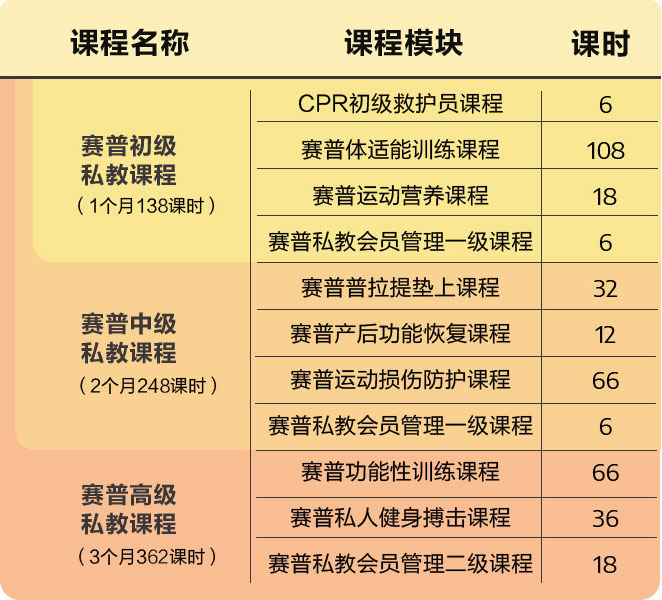 课程名称 课程模块 课时
赛普初级
私教课程
（1个月138课时）
CPR初级救护员课程 6
赛普体适能训练课程 108
赛普运动营养课程 18
赛普私教会员管理一级课程 6
赛普中级
私教课程
（2个月248课时）
赛普普拉提垫上课程 32
赛普产后功能恢复课程 12
赛普运动损伤防护课程 66
赛普私教会员管理一级课程 6
赛普高级
私教课程
（3个月362课时）
赛普功能性训练课程 66
赛普私人健身搏击课程 36
赛普私教会员管理二级课程 18